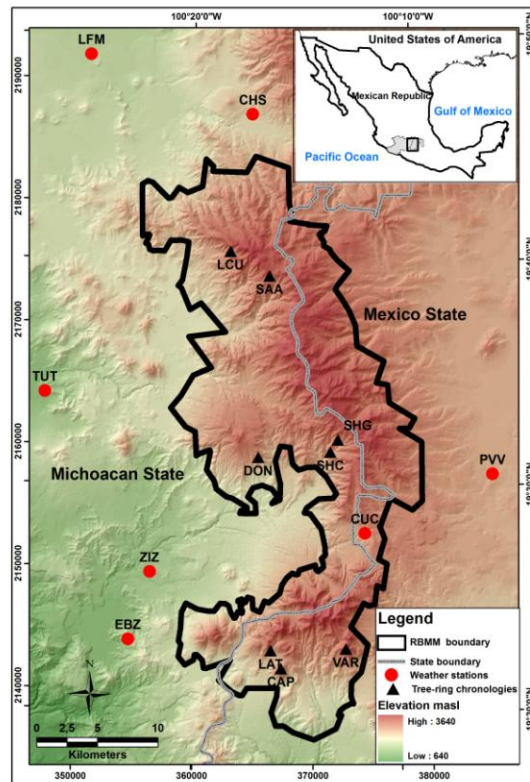 100°20'0"W 100°10'0"W
LFM
United States of America
CHS
Mexican Republic
Gulf of Mexico
Pacific Ocean
2190000
2180000
LCU
SAA
2170000
Mexico State
TUT
SHG
2160000
DON
SHC
PVV
Michoacan State
CUC
ZIZ
2150000
EBZ
LAT
VAR
CAP
2140000
N
0 2,5 5 10
Kilometers
Legend
RBMM boundary
State boundary
Weather stations
Tree-ring chronologies
Elevation masl
High : 3640
Low : 640
350000 360000 370000